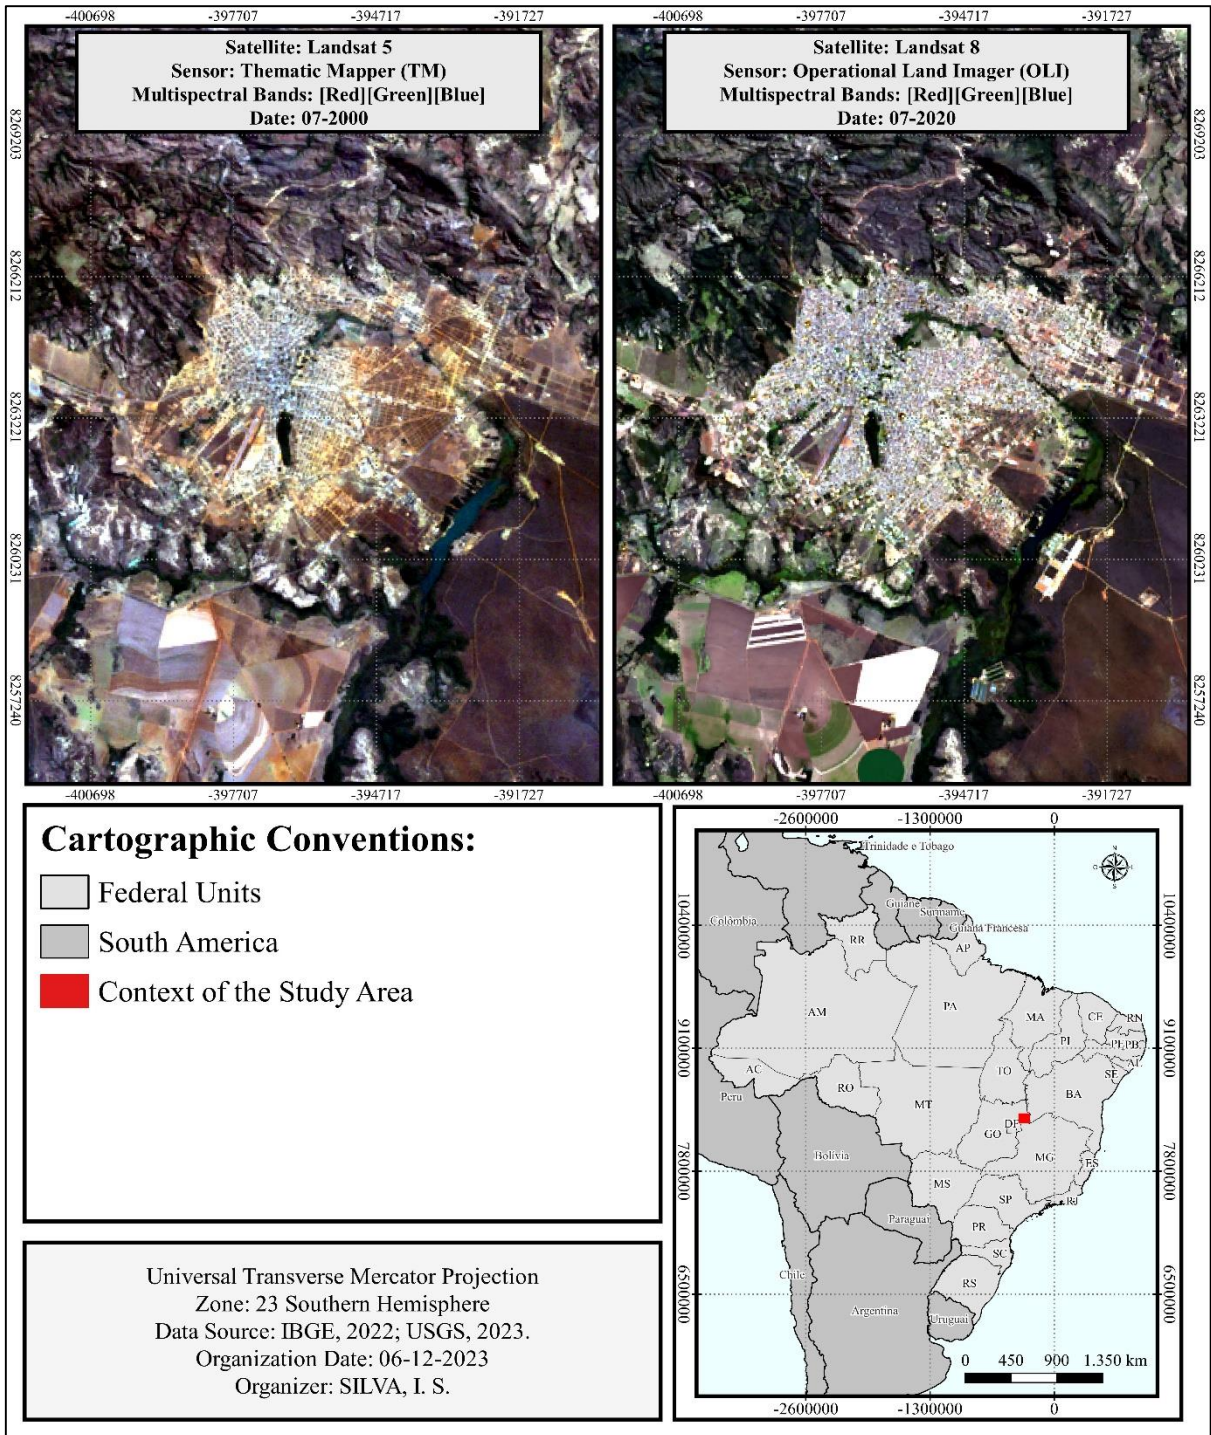 -400698 -397707 -394717 -391727
-400698 -397707 -394717 -391727
Satellite: Landsat 5
Sensor: Thematic Mapper (TM)
Multispectral Bands: [Red][Green][Blue]
Date: 07-2000
Satellite: Landsat 8
Sensor: Operational Land Imager (OLI)
Multispectral Bands: [Red][Green][Blue]
Date: 07-2020
8269203
8266212
8263221
8260231
8257240
8269203
8266212
8263221
8260231
8257240
-400698 -397707 -394717 -391727
-400698 -397707 -394717 -391727
Cartographic Conventions:
Federal Units
South America
Context of the Study Area
Universal Transverse Mercator Projection
Zone: 23 Southern Hemisphere
Data Source: IBGE, 2022; USGS, 2023.
Organization Date: 06-12-2023
Organizer: SILVA, I. S.
-2600000 -1300000 0
Trinidade e Tobago
N
O
S
Colômbia
Guiane
Suriname
Guiana Francesa
RR
AP
AM
PA
MA
CE
RN
PI
PE
PB
AL
SE
AC
RO
TO
BA
Peru
MT
DF
GO
Bolívia
MG
ES
MS
SP
RJ
Paraguai
PR
SC
Chile
RS
Argentina
Uruguai
10400000
9100000
7800000
6500000
10400000
9100000
7800000
6500000
0 450 900 1.350 km
-2600000 -1300000 0